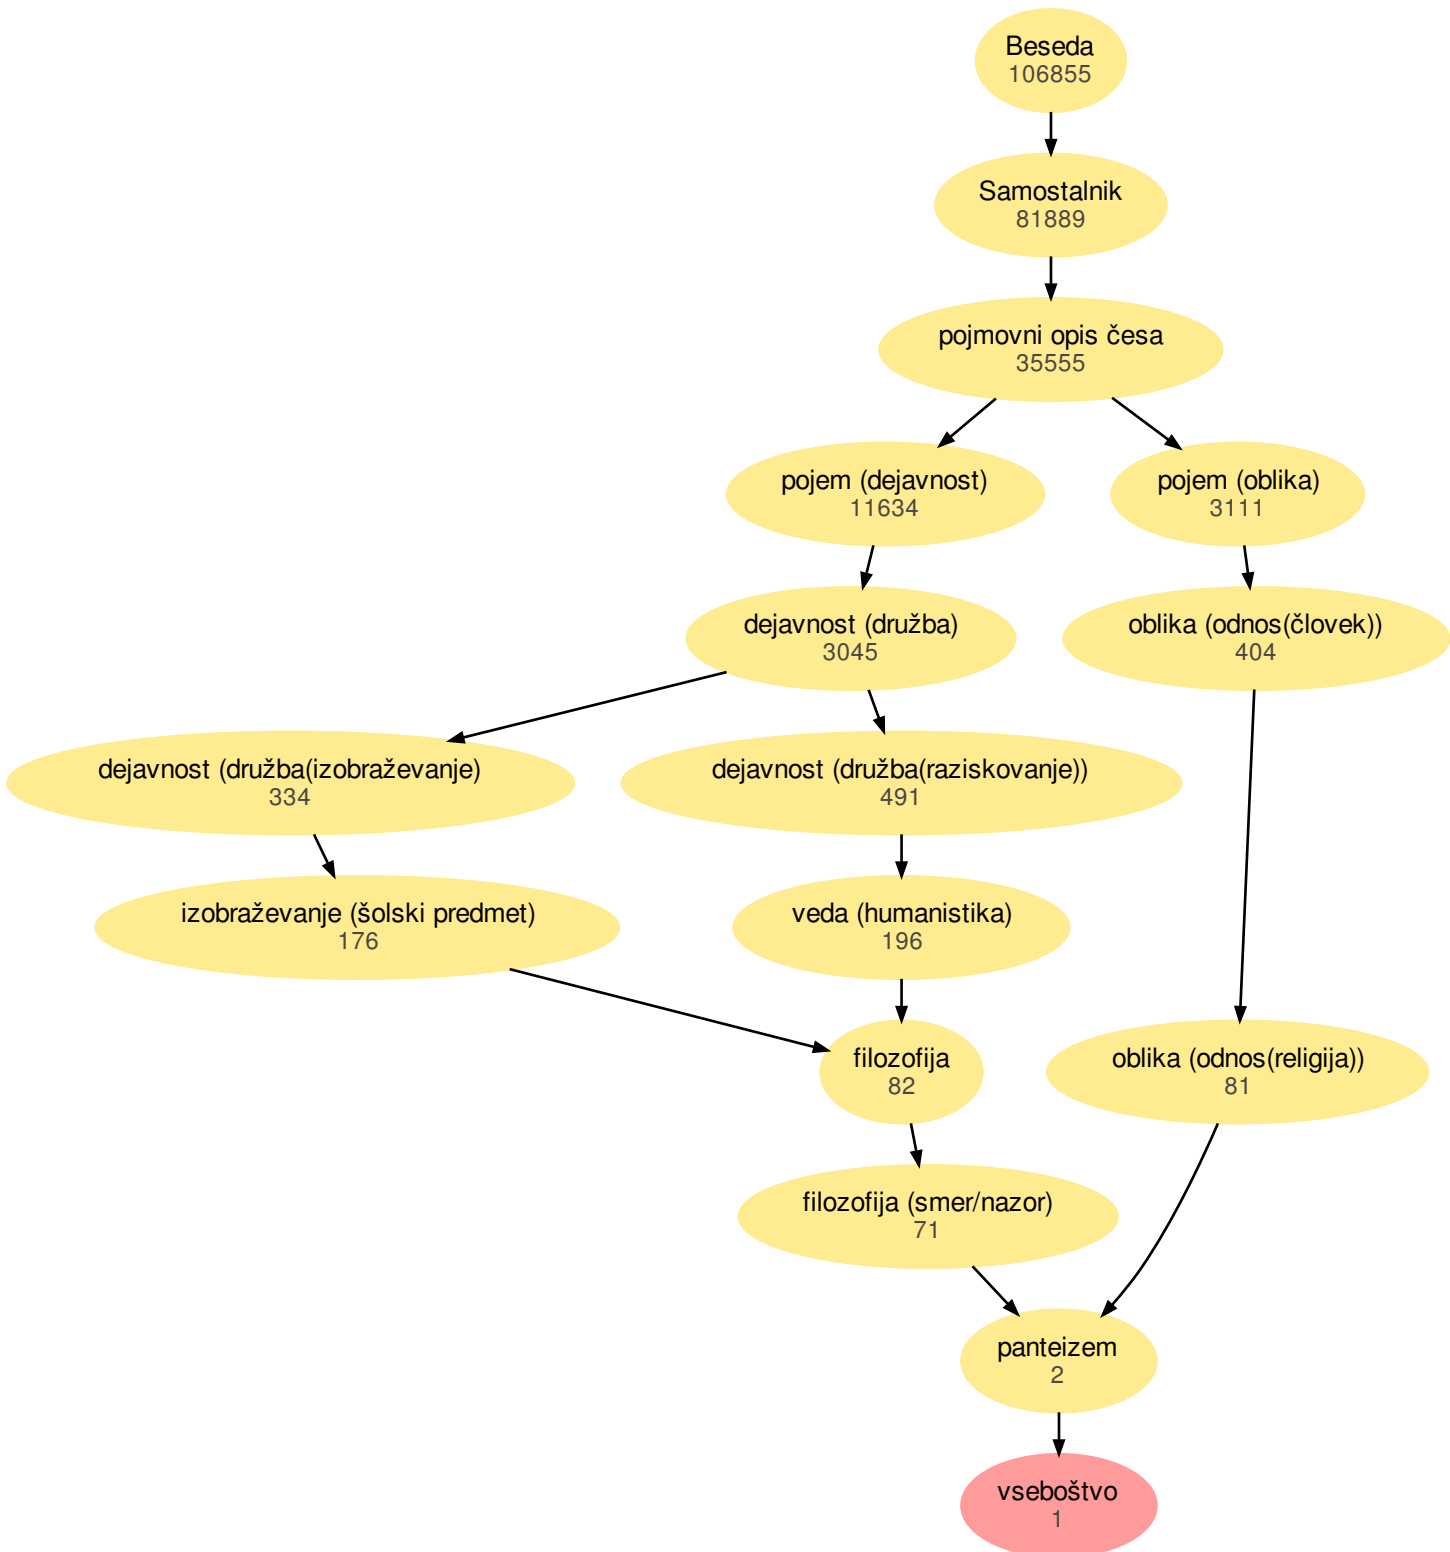 Beseda
106855
Samostalnik
81889
pojmovni opis česa
35555
pojem (dejavnost)
11634
pojem (oblika)
3111
dejavnost (družba)
3045
oblika (odnos(človek))
404
dejavnost (družba(izobraževanje)
334
dejavnost (družba(raziskovanje))
491
izobraževanje (šolski predmet)
176
veda (humanistika)
196
filozofija
82
oblika (odnos(religija))
81
filozofija (smer/nazor)
71
panteizem
2
vseboštvo
1